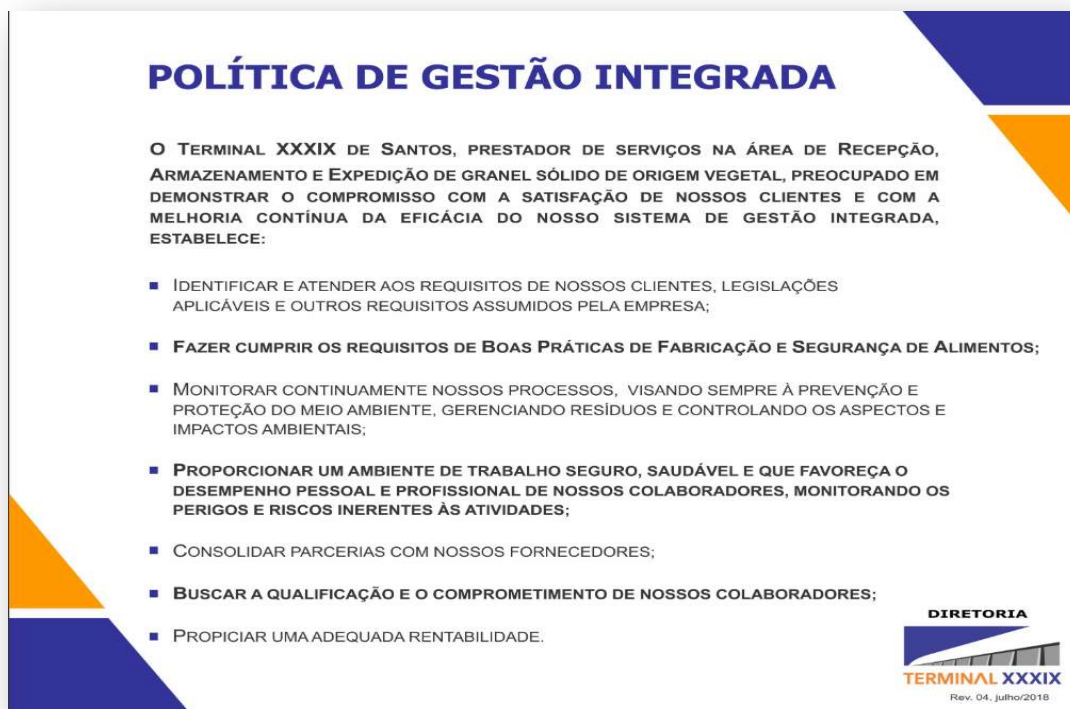 POLÍTICA DE GESTÃO INTEGRADA
O TERMINAL XXXIX DE SANTOS, PRESTADOR DE SERVIÇOS NA ÁREA DE RECEPÇÃO,
ARMAZENAMENTO E EXPEDIÇÃO DE GRANEL SÓLIDO DE ORIGEM VEGETAL, PREOCUPADO EM
DEMONSTRAR O COMPROMISSO COM A SATISFAÇÃO DE NOSSOS CLIENTES E COM A
MELHORIA CONTÍNUA DA EFICÁCIA DO NOSSO SISTEMA DE GESTÃO INTEGRADA,
ESTABELECE:
▪ IDENTIFICAR E ATENDER AOS REQUISITOS DE NOSSOS CLIENTES, LEGISLAÇÕES
APLICÁVEIS E OUTROS REQUISITOS ASSUMIDOS PELA EMPRESA;
▪ FAZER CUMPRIR OS REQUISITOS DE BOAS PRÁTICAS DE FABRICAÇÃO E SEGURANÇA DE ALIMENTOS;
▪ MONITORAR CONTINUAMENTE NOSSOS PROCESSOS, VISANDO SEMPRE À PREVENÇÃO E
PROTEÇÃO DO MEIO AMBIENTE, GERENCIANDO RESÍDUOS E CONTROLANDO OS ASPECTOS E
IMPACTOS AMBIENTAIS;
▪ PROPORCIONAR UM AMBIENTE DE TRABALHO SEGURO, SAUDÁVEL E QUE FAVOREÇA O
DESEMPENHO PESSOAL E PROFISSIONAL DE NOSSOS COLABORADORES, MONITORANDO OS
PERIGOS E RISCOS INERENTES ÀS ATIVIDADES;
▪ CONSOLIDAR PARCERIAS COM NOSSOS FORNECEDORES;
▪ BUSCAR A QUALIFICAÇÃO E O COMPROMETIMENTO DE NOSSOS COLABORADORES;
▪ PROPICIAR UMA ADEQUADA RENTABILIDADE.
DIRETORIA
TERMINAL XXXIX
Rev. 04, julho/2018